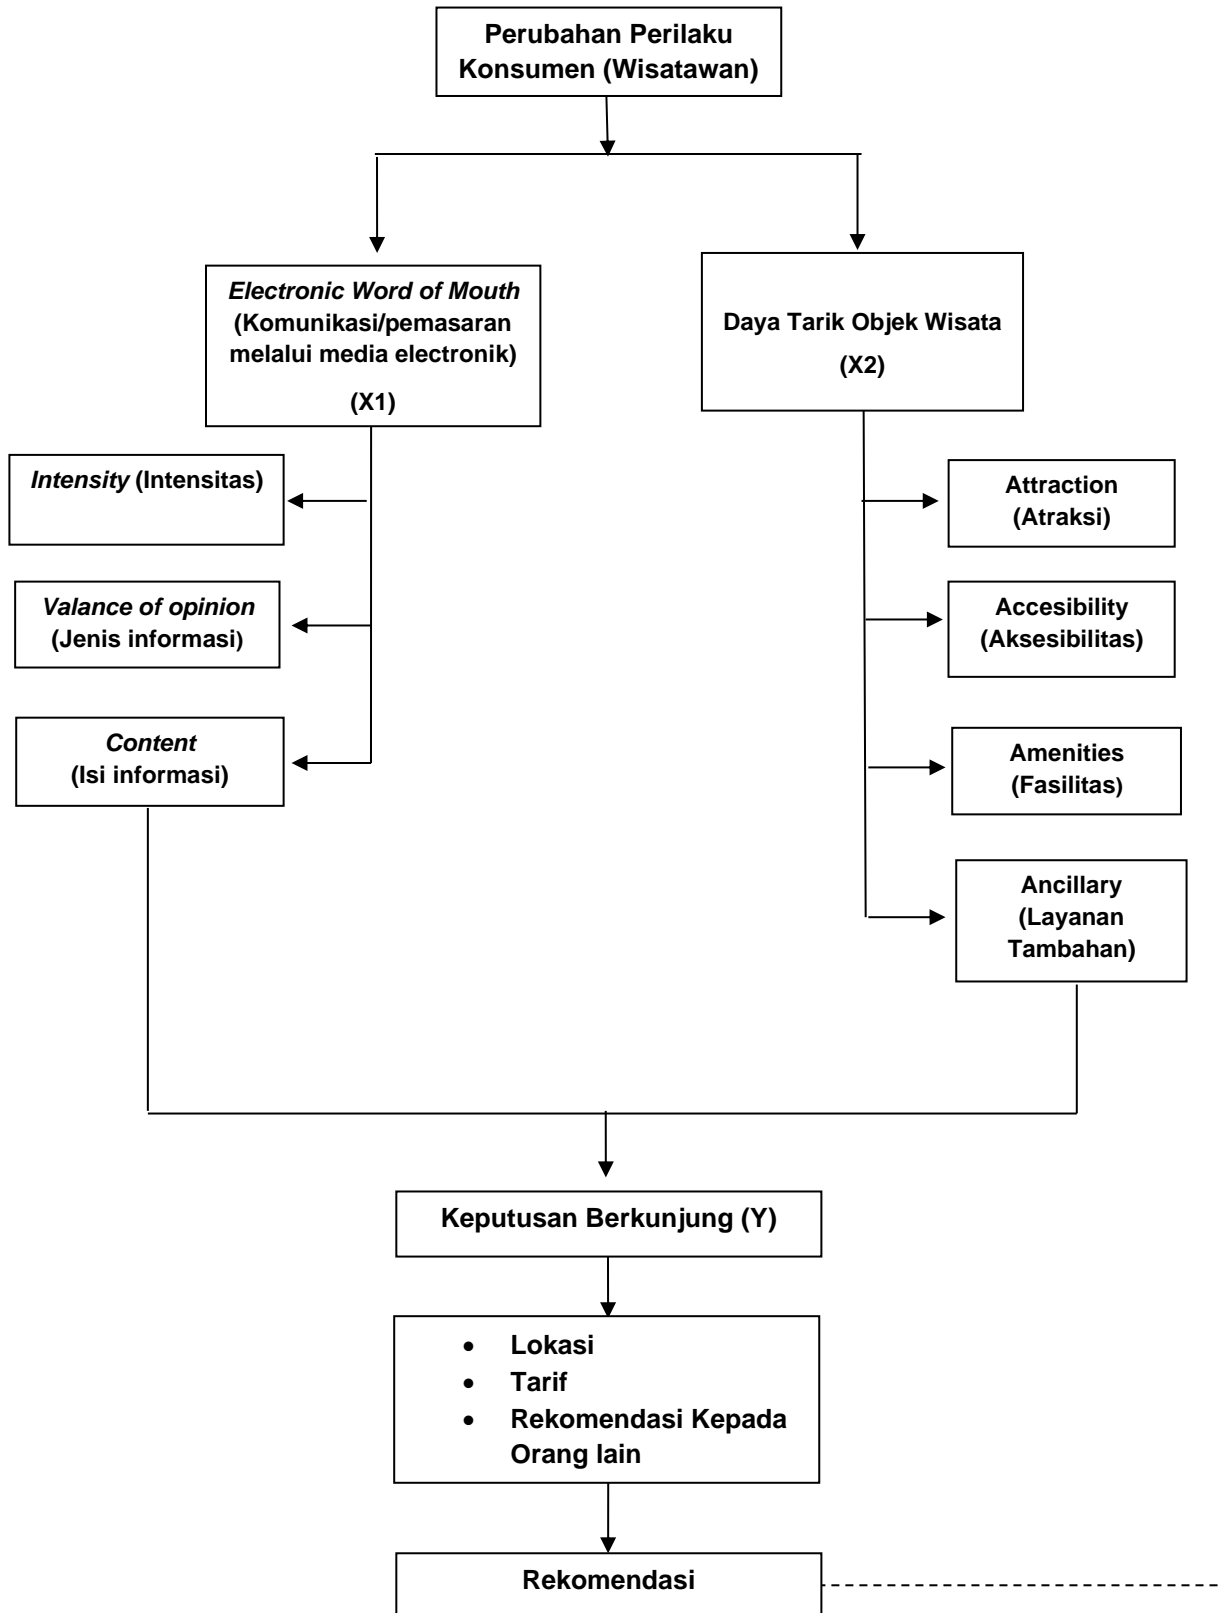 Perubahan Perilaku
Konsumen (Wisatawan)
Electronic Word of Mouth
(Komunikasi/pemasaran
melalui media electronik)
(X1)
Daya Tarik Objek Wisata
(X2)
Intensity (Intensitas)
Attraction
(Atraksi)
Valance of opinion
(Jenis informasi)
Accesibility
(Aksesibilitas)
Content
(Isi informasi)
Amenities
(Fasilitas)
Ancillary
(Layanan
Tambahan)
Keputusan Berkunjung (Y)
• Lokasi
• Tarif
• Rekomendasi Kepada
Orang lain
Rekomendasi